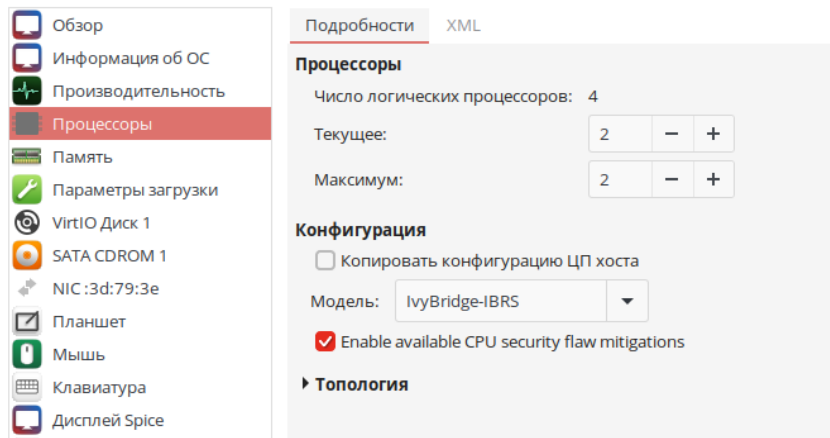 Обзор
Информация об ОС
Производительность
Процессоры
Память
Параметры загрузки
VirtIO Диск 1
SATA CDROM 1
NIC :3d:79:3e
Планшет
Мышь
Клавиатура
Дисплей Spice
Подробности XML
Процессоры
Число логических процессоров: 4
Текущее: 2 − +
Максимум: 2 − +
Конфигурация
Копировать конфигурацию ЦП хоста
Модель: IvyBridge-IBRS
Enable available CPU security flaw mitigations
Топология